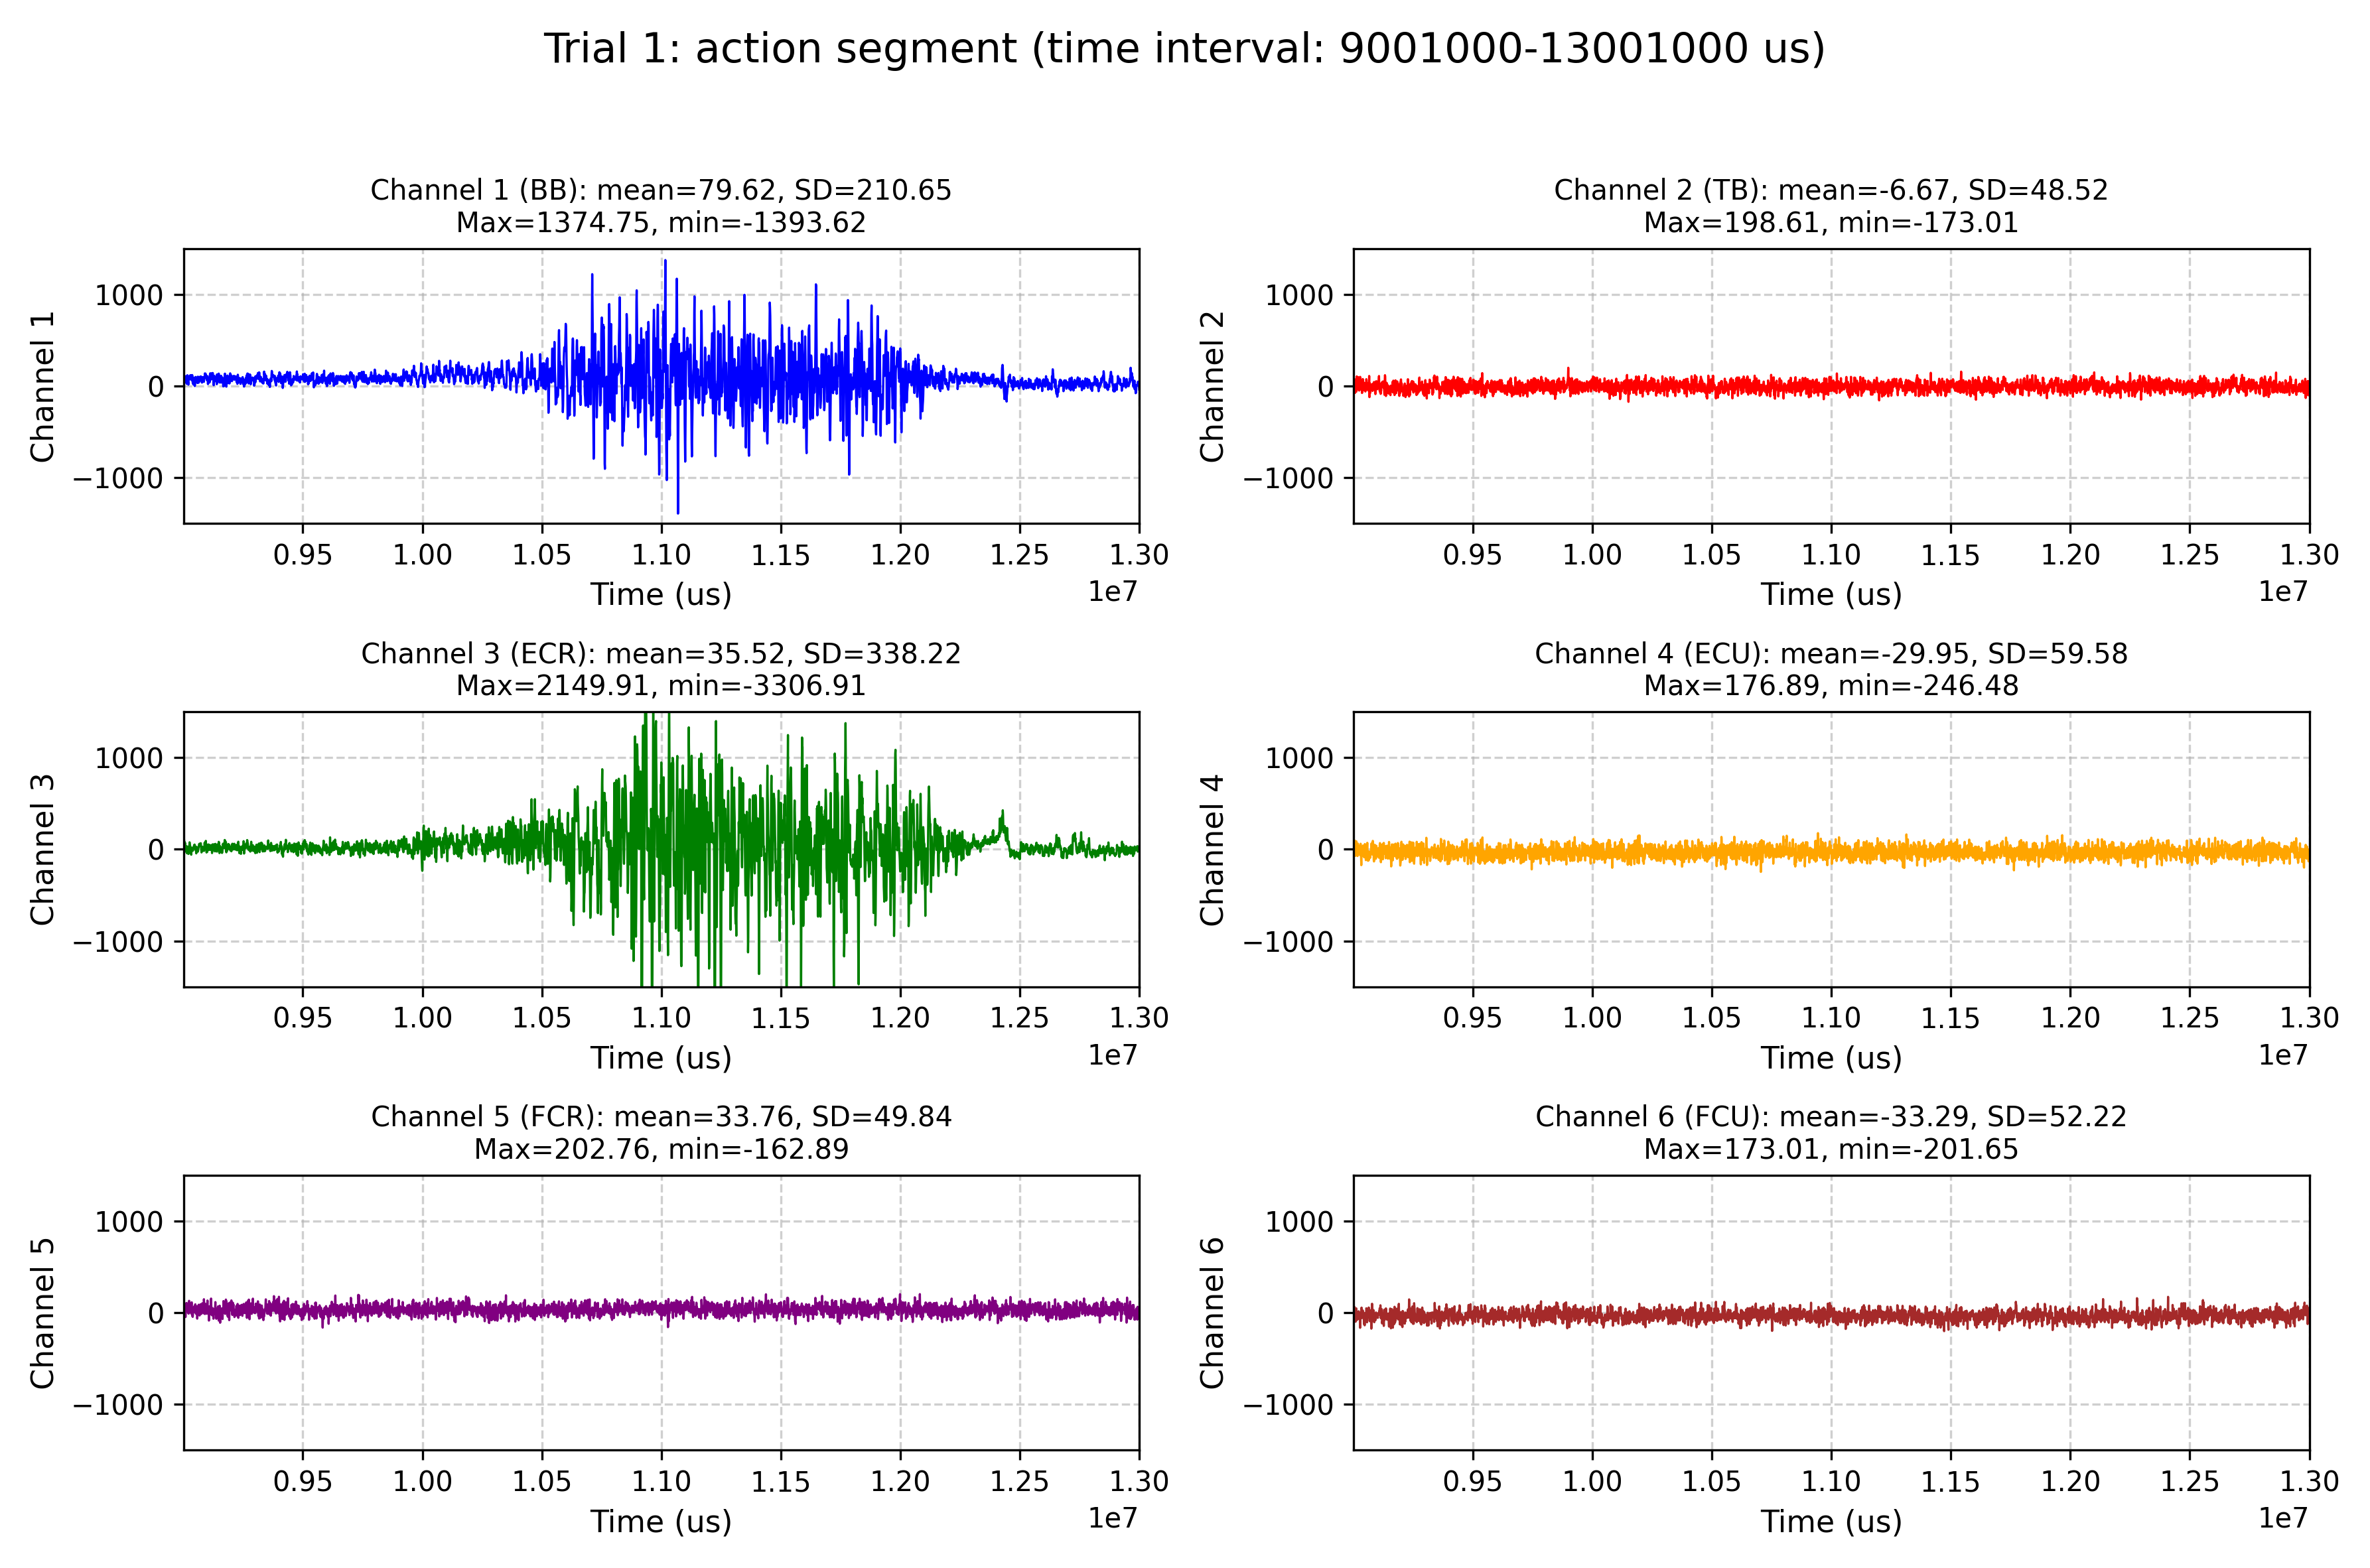 Trial 1: action segment (time interval: 9001000-13001000 us)
Channel 1 (BB): mean=79.62, SD=210.65
Max=1374.75, min=-1393.62
Channel 1
1000
0
−1000
0.95 1.00 1.05 1.10 1.15 1.20 1.25 1.30
Time (us)
1e7
Channel 2 (TB): mean=-6.67, SD=48.52
Max=198.61, min=-173.01
Channel 2
1000
0
−1000
0.95 1.00 1.05 1.10 1.15 1.20 1.25 1.30
Time (us)
1e7
Channel 3 (ECR): mean=35.52, SD=338.22
Max=2149.91, min=-3306.91
Channel 3
1000
0
−1000
0.95 1.00 1.05 1.10 1.15 1.20 1.25 1.30
Time (us)
1e7
Channel 4 (ECU): mean=-29.95, SD=59.58
Max=176.89, min=-246.48
Channel 4
1000
0
−1000
0.95 1.00 1.05 1.10 1.15 1.20 1.25 1.30
Time (us)
1e7
Channel 5 (FCR): mean=33.76, SD=49.84
Max=202.76, min=-162.89
Channel 5
1000
0
−1000
0.95 1.00 1.05 1.10 1.15 1.20 1.25 1.30
Time (us)
1e7
Channel 6 (FCU): mean=-33.29, SD=52.22
Max=173.01, min=-201.65
Channel 6
1000
0
−1000
0.95 1.00 1.05 1.10 1.15 1.20 1.25 1.30
Time (us)
1e7